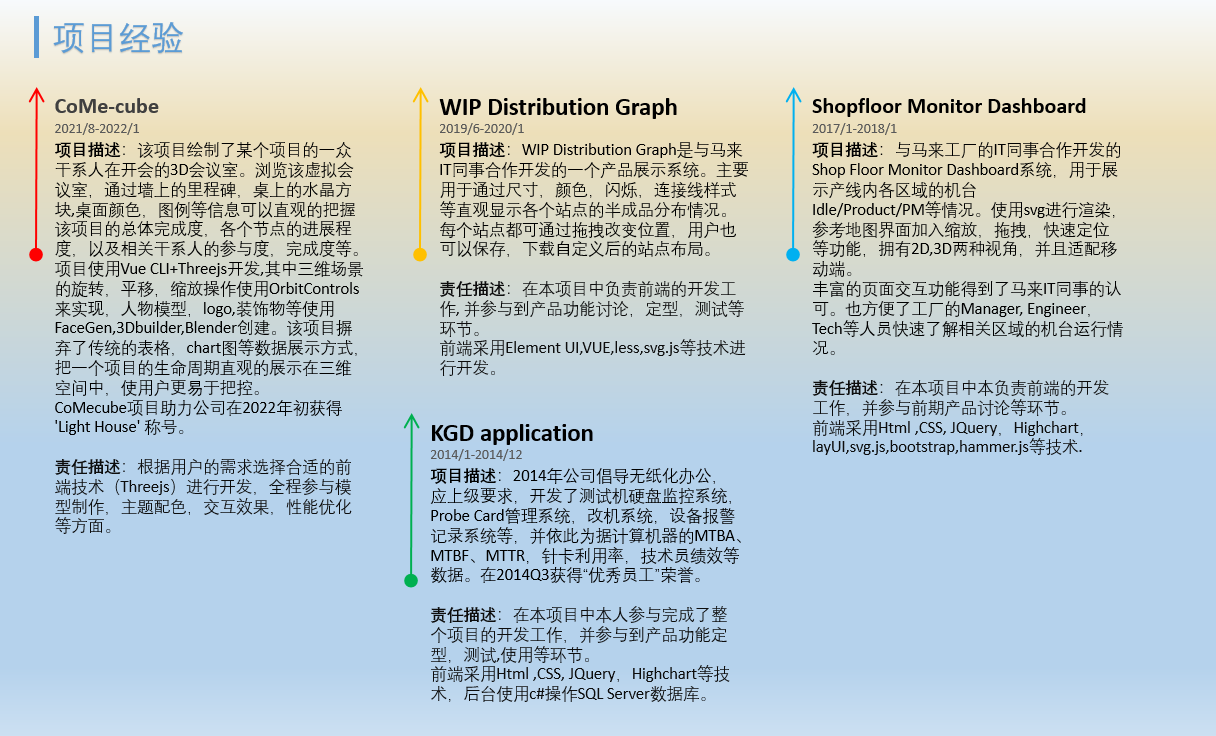 项目经验
CoMe-cube
2021/8-2022/1
项目描述：该项目绘制了某个项目的一众
干系人在开会的3D会议室。浏览该虚拟会
议室，通过墙上的里程碑，桌上的水晶方
块,桌面颜色，图例等信息可以直观的把握
该项目的总体完成度，各个节点的进展程
度，以及相关干系人的参与度，完成度等。
项目使用Vue CLI+Threejs开发,其中三维场景
的旋转，平移，缩放操作使用OrbitControls
来实现，人物模型，logo,装饰物等使用
FaceGen,3Dbuilder,Blender创建。该项目摒
弃了传统的表格，chart图等数据展示方式，
把一个项目的生命周期直观的展示在三维
空间中，使用户更易于把控。
CoMecube项目助力公司在2022年初获得
'Light House' 称号。
责任描述：根据用户的需求选择合适的前
端技术（Threejs）进行开发，全程参与模
型制作，主题配色，交互效果，性能优化
等方面。
WIP Distribution Graph
2019/6-2020/1
项目描述：WIP Distribution Graph是与马来
IT同事合作开发的一个产品展示系统。主要
用于通过尺寸，颜色，闪烁，连接线样式
等直观显示各个站点的半成品分布情况。
每个站点都可通过拖拽改变位置，用户也
可以保存，下载自定义后的站点布局。
责任描述：在本项目中负责前端的开发工
作, 并参与到产品功能讨论，定型，测试等
环节。
前端采用Element UI,VUE,less,svg.js等技术进
行开发。
KGD application
2014/1-2014/12
项目描述：2014年公司倡导无纸化办公，
应上级要求，开发了测试机硬盘监控系统，
Probe Card管理系统，改机系统，设备报警
记录系统等，并依此为据计算机器的MTBA、
MTBF、MTTR，针卡利用率，技术员绩效等
数据。在2014Q3获得“优秀员工”荣誉。
责任描述：在本项目中本人参与完成了整
个项目的开发工作，并参与到产品功能定
型，测试,使用等环节。
前端采用Html ,CSS, JQuery，Highchart等技
术，后台使用c#操作SQL Server数据库。
Shopfloor Monitor Dashboard
2017/1-2018/1
项目描述：与马来工厂的IT同事合作开发的
Shop Floor Monitor Dashboard系统，用于展
示产线内各区域的机台
Idle/Product/PM等情况。使用svg进行渲染，
参考地图界面加入缩放，拖拽，快速定位
等功能，拥有2D,3D两种视角，并且适配移
动端。
丰富的页面交互功能得到了马来IT同事的认
可。也方便了工厂的Manager, Engineer，
Tech等人员快速了解相关区域的机台运行情
况。
责任描述：在本项目中本负责前端的开发
工作，并参与前期产品讨论等环节。
前端采用Html ,CSS, JQuery，Highchart，
layUI,svg.js,bootstrap,hammer.js等技术.